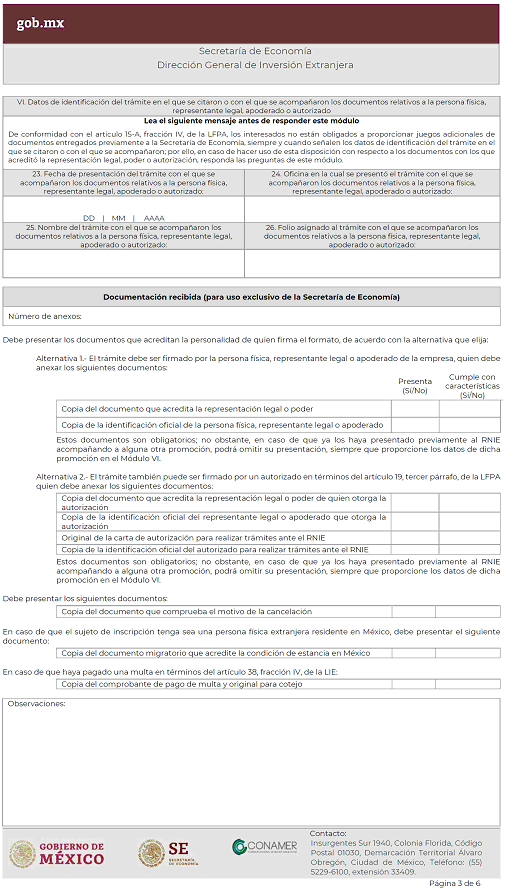 gob.mx
Secretaría de Economía
Dirección General de Inversión Extranjera
VI. Datos de identificación del trámite en el que se citaron o con el que se acompañaron los documentos relativos a la persona física,
representante legal, apoderado o autorizado
Lea el siguiente mensaje antes de responder este módulo
De conformidad con el artículo 15-A, fracción IV, de la LFPA, los interesados no están obligados a proporcionar juegos adicionales de
documentos entregados previamente a la Secretaría de Economía, siempre y cuando señalen los datos de identificación del trámite en el
que se citaron o con el que se acompañaron; por ello, en caso de hacer uso de esta disposición con respecto a los documentos con los que
acreditó la representación legal, poder o autorización, responda las preguntas de este módulo.
23. Fecha de presentación del trámite con el que se
acompañaron los documentos relativos a la persona física,
representante legal, apoderado o autorizado:
24. Oficina en la cual se presentó el trámite con el que se
acompañaron los documentos relativos a la persona física,
representante legal, apoderado o autorizado:
DD | MM | AAAA
25. Nombre del trámite con el que se acompañaron los
documentos relativos a la persona física, representante legal,
apoderado o autorizado:
26. Folio asignado al trámite con el que se acompañaron los
documentos relativos a la persona física, representante legal,
apoderado o autorizado:
Documentación recibida (para uso exclusivo de la Secretaría de Economía)
Número de anexos:
Debe presentar los documentos que acreditan la personalidad de quien firma el formato, de acuerdo con la alternativa que elija:
Alternativa 1.- El trámite debe ser firmado por la persona física, representante legal o apoderado de la empresa, quien debe
anexar los siguientes documentos:
Presenta
(Sí/No)
Cumple con
características
(Sí/No)
Copia del documento que acredita la representación legal o poder
Copia de la identificación oficial de la persona física, representante legal o apoderado
Estos documentos son obligatorios; no obstante, en caso de que ya los haya presentado previamente al RNIE
acompañando a alguna otra promoción, podrá omitir su presentación, siempre que proporcione los datos de dicha
promoción en el Módulo VI.
Alternativa 2.- El trámite también puede ser firmado por un autorizado en términos del artículo 19, tercer párrafo, de la LFPA
quien debe anexar los siguientes documentos:
Copia del documento que acredita la representación legal o poder de quien otorga la
autorización
Copia de la identificación oficial del representante legal o apoderado que otorga la
autorización
Original de la carta de autorización para realizar trámites ante el RNIE
Copia de la identificación oficial del autorizado para realizar trámites ante el RNIE
Estos documentos son obligatorios; no obstante, en caso de que ya los haya presentado previamente al RNIE
acompañando a alguna otra promoción, podrá omitir su presentación, siempre que proporcione los datos de dicha
promoción en el Módulo VI.
Debe presentar los siguientes documentos:
Copia del documento que comprueba el motivo de la cancelación
En caso de que el sujeto de inscripción tenga sea una persona física extranjera residente en México, debe presentar el siguiente
documento:
Copia del documento migratorio que acredite la condición de estancia en México
En caso de que haya pagado una multa en términos del artículo 38, fracción IV, de la LIE:
Copia del comprobante de pago de multa y original para cotejo
Observaciones:
GOBIERNO DE
MÉXICO
SE
SECRETARÍA
DE ECONOMÍA
CONAMER
Contacto:
Insurgentes Sur 1940, Colonia Florida, Código
Postal 01030, Demarcación Territorial Álvaro
Obregón, Ciudad de México, Teléfono: (55)
5229-6100, extensión 33409.
Página 3 de 6